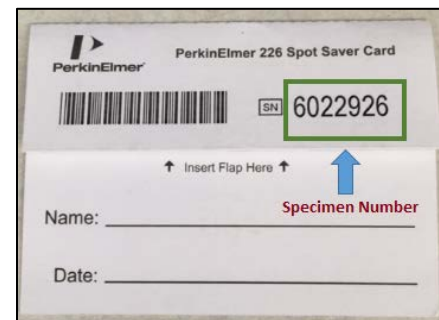 PerkinElmer
PerkinElmer 226 Spot Saver Card
SN 6022926
↑ Insert Flap Here ↑
Specimen Number
Name:
Date: